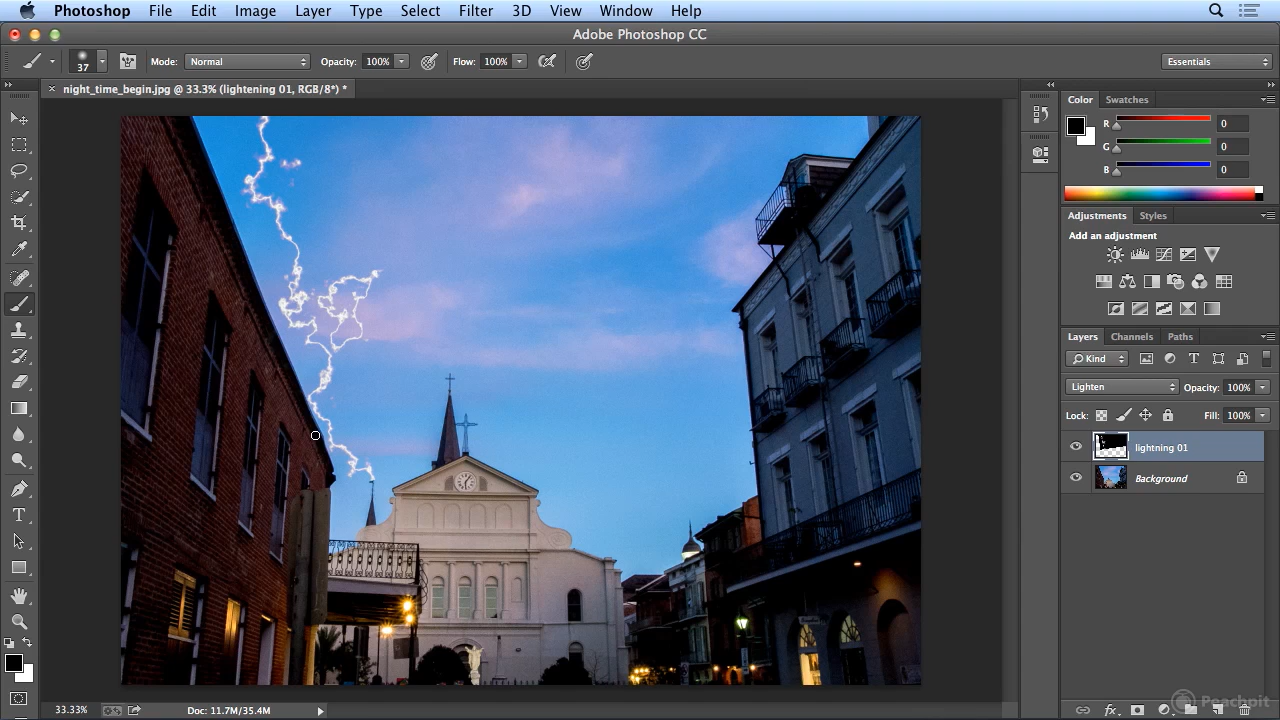 Photoshop File Edit Image Layer Type Select Filter 3D View Window Help
Adobe Photoshop CC
37 Mode: Normal Opacity: 100% Flow: 100% Essentials
× night_time_begin.jpg @ 33.3% (lightening 01, RGB/8*) *
Color Swatches
R 0
G 0
B 0
Adjustments Styles
Add an adjustment
Layers Channels Paths
Kind
Lighten Opacity: 100%
Lock: Fill: 100%
lightning 01
Background
33.33% Doc: 11.7M/35.4M
fx
Peachpit